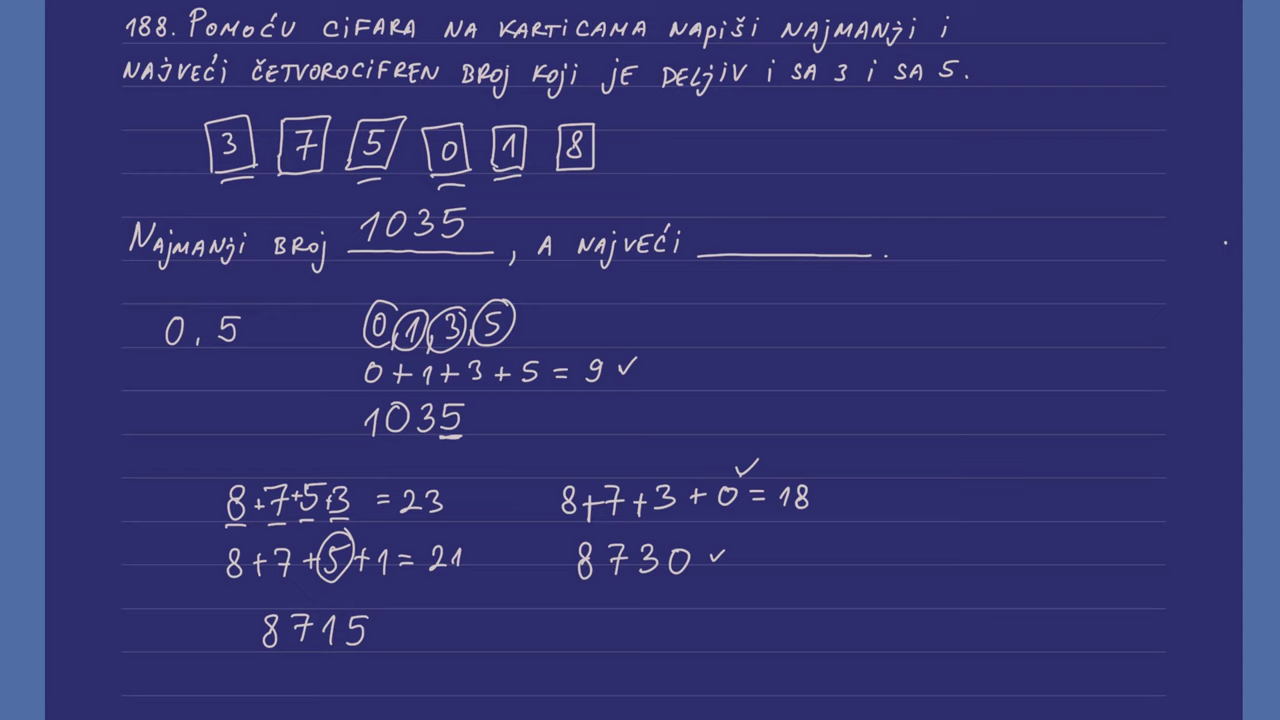 188. POMOĆU CIFARA NA KARTICAMA NAPIŠI NAJMANJI I
NAJVEĆI ČETVOROCIFREN BROJ KOJI JE DELJIV I SA 3 I SA 5.
3 7 5 0 1 8
NAJMANJI BROJ 1035, A NAJVEĆI ________.
0, 5
0, 1, 3, 5
0+1+3+5=9 ✓
1035
8+7+5+3=23
8+7+3+0=18 ✓
8+7+5+1=21
8730 ✓
8715